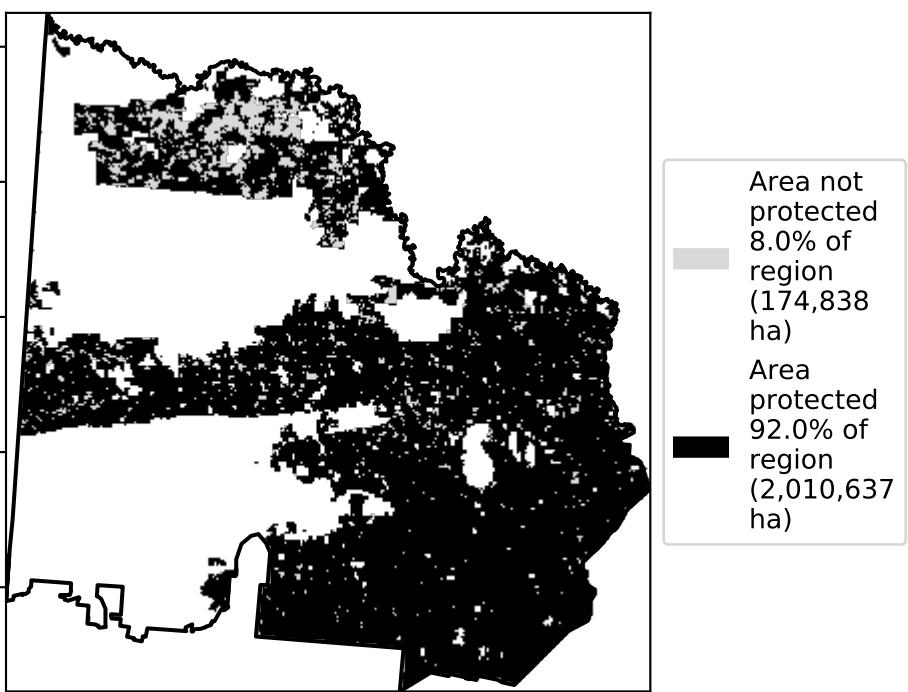 Area not
protected
8.0% of
region
(174,838
ha)
Area
protected
92.0% of
region
(2,010,637
ha)